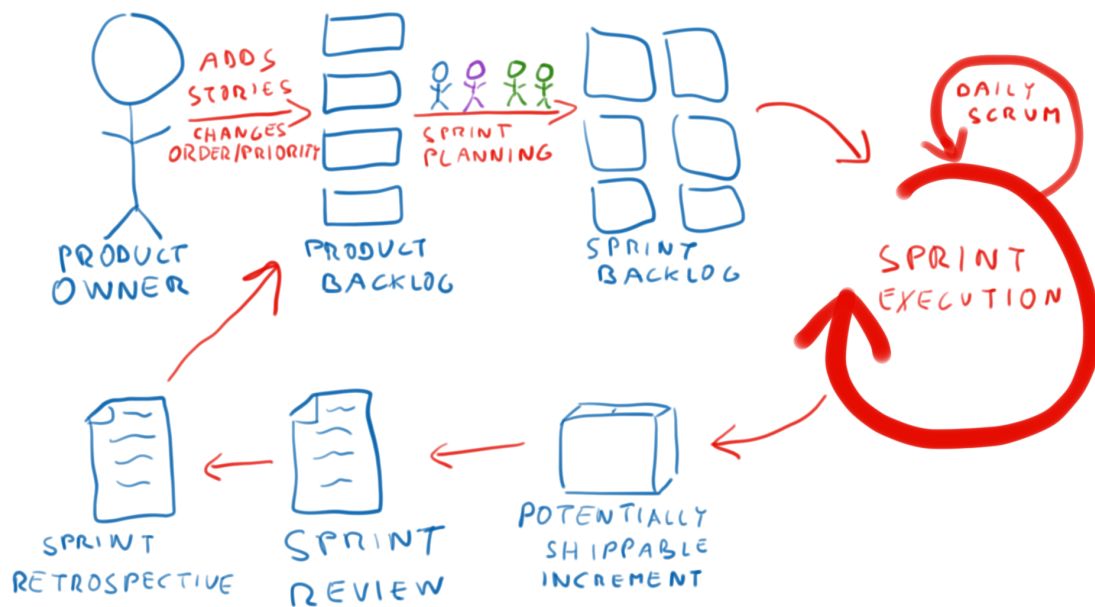 ADDS
STORIES
CHANGES
ORDER/PRIORITY
SPRINT
PLANNING
DAILY
SCRUM
PRODUCT
OWNER
PRODUCT
BACKLOG
SPRINT
BACKLOG
SPRINT
EXECUTION
SPRINT
RETROSPECTIVE
SPRINT
REVIEW
POTENTIALLY
SHIPPABLE
INCREMENT